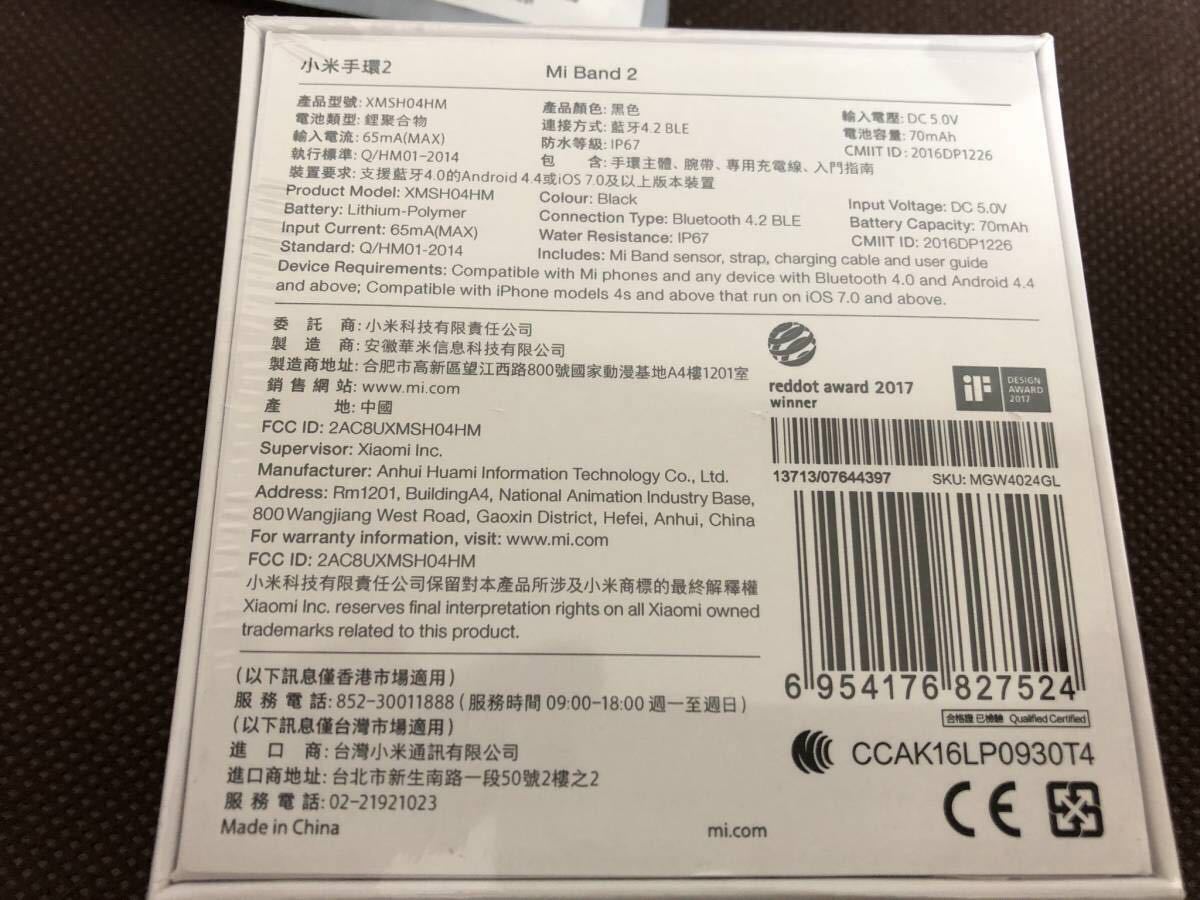 小米手環2
Mi Band 2
產品型號: XMSH04HM
產品顏色: 黑色
輸入電壓: DC 5.0V
電池類型: 鋰聚合物
連接方式: 藍牙4.2 BLE
電池容量: 70mAh
輸入電流: 65mA(MAX)
防水等級: IP67
CMIIT ID : 2016DP1226
執行標準: Q/HM01-2014
包 含: 手環主體、腕帶、專用充電線、入門指南
裝置要求: 支援藍牙4.0的Android 4.4或iOS 7.0及以上版本裝置
Product Model: XMSH04HM
Colour: Black
Input Voltage: DC 5.0V
Battery: Lithium-Polymer
Connection Type: Bluetooth 4.2 BLE
Battery Capacity: 70mAh
Input Current: 65mA(MAX)
Water Resistance: IP67
CMIIT ID: 2016DP1226
Standard: Q/HM01-2014
Includes: Mi Band sensor, strap, charging cable and user guide
Device Requirements: Compatible with Mi phones and any device with Bluetooth 4.0 and Android 4.4
and above; Compatible with iPhone models 4s and above that run on iOS 7.0 and above.
委 託 商: 小米科技有限責任公司
製 造 商: 安徽華米信息科技有限公司
製造商地址: 合肥市高新區望江西路800號國家動漫基地A4樓1201室
銷 售 網 站: www.mi.com
產 地: 中國
FCC ID: 2AC8UXMSH04HM
Supervisor: Xiaomi Inc.
Manufacturer: Anhui Huami Information Technology Co., Ltd.
Address: Rm1201, BuildingA4, National Animation Industry Base,
800 Wangjiang West Road, Gaoxin District, Hefei, Anhui, China
For warranty information, visit: www.mi.com
FCC ID: 2AC8UXMSH04HM
小米科技有限責任公司保留對本產品所涉及小米商標的最終解釋權
Xiaomi Inc. reserves final interpretation rights on all Xiaomi owned
trademarks related to this product.
(以下訊息僅香港市場適用)
服 務 電 話: 852-30011888 (服務時間 09:00-18:00 週一至週日)
(以下訊息僅台灣市場適用)
進 口 商: 台灣小米通訊有限公司
進口商地址: 台北市新生南路一段50號2樓之2
服 務 電 話: 02-21921023
Made in China
mi.com
reddot award 2017
winner
iF
DESIGN
AWARD
2017
13713/07644397
SKU: MGW4024GL
6 954176 827524
合格證 已檢驗 Qualified Certified
CCAK16LP0930T4
CE